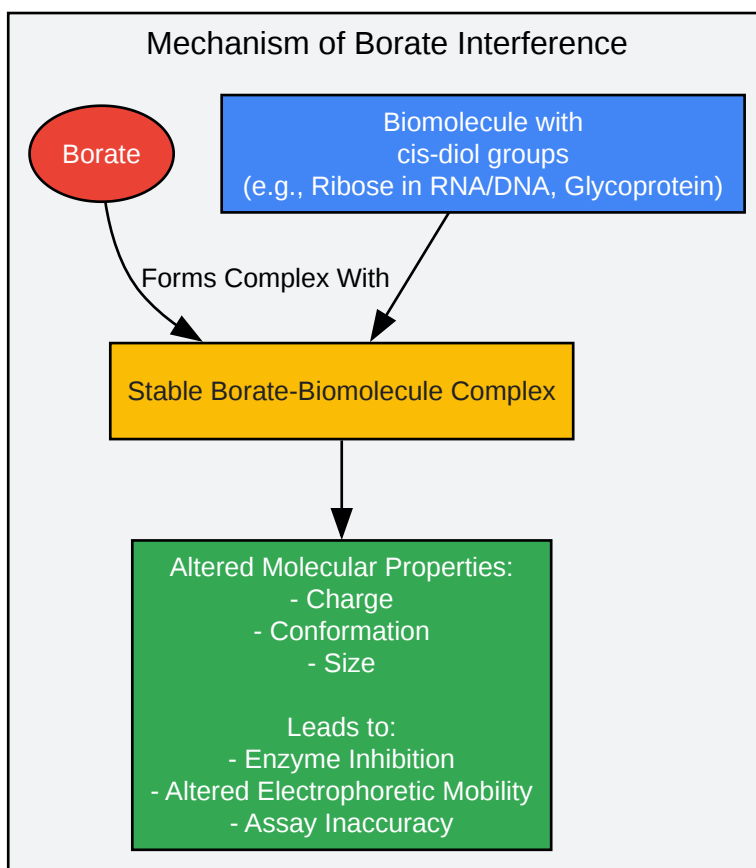 Mechanism of Borate Interference
Borate
Biomolecule with
cis-diol groups
(e.g., Ribose in RNA/DNA, Glycoprotein)
Forms Complex With
Stable Borate-Biomolecule Complex
Altered Molecular Properties:
- Charge
- Conformation
- Size
Leads to:
- Enzyme Inhibition
- Altered Electrophoretic Mobility
- Assay Inaccuracy